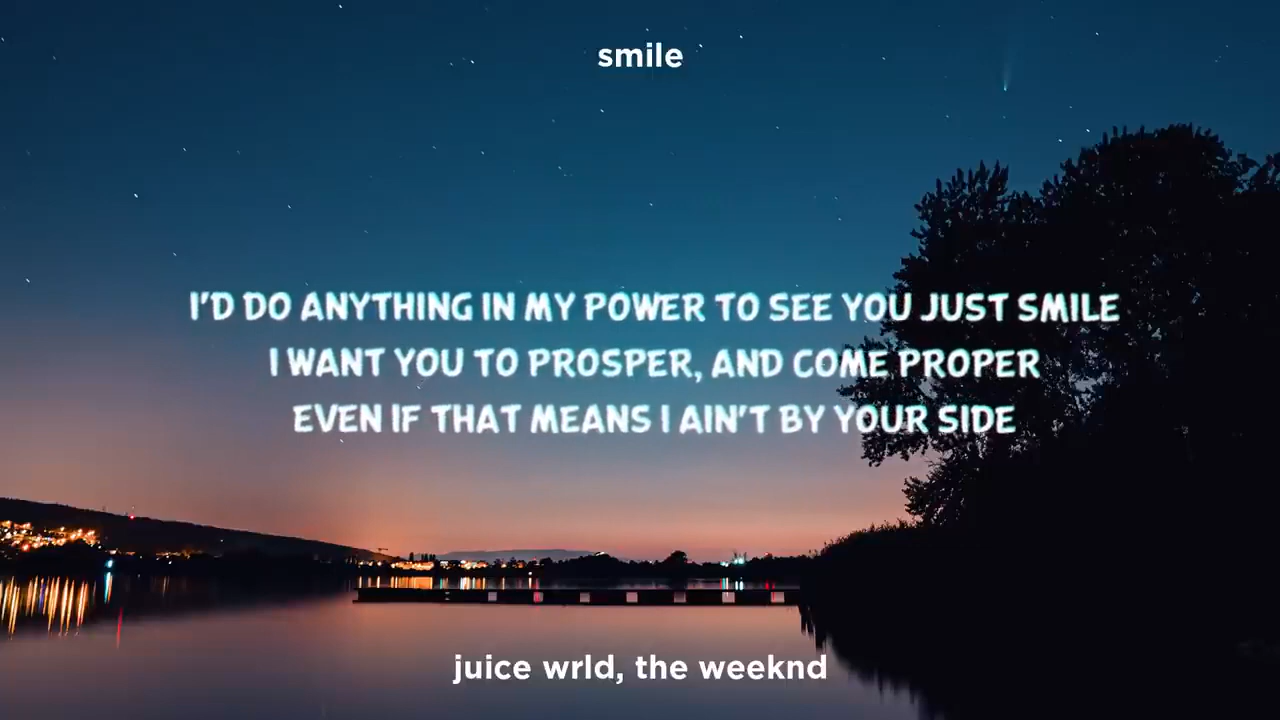 smile
I'D DO ANYTHING IN MY POWER TO SEE YOU JUST SMILE
I WANT YOU TO PROSPER, AND COME PROPER
EVEN IF THAT MEANS I AIN'T BY YOUR SIDE
juice wrld, the weeknd